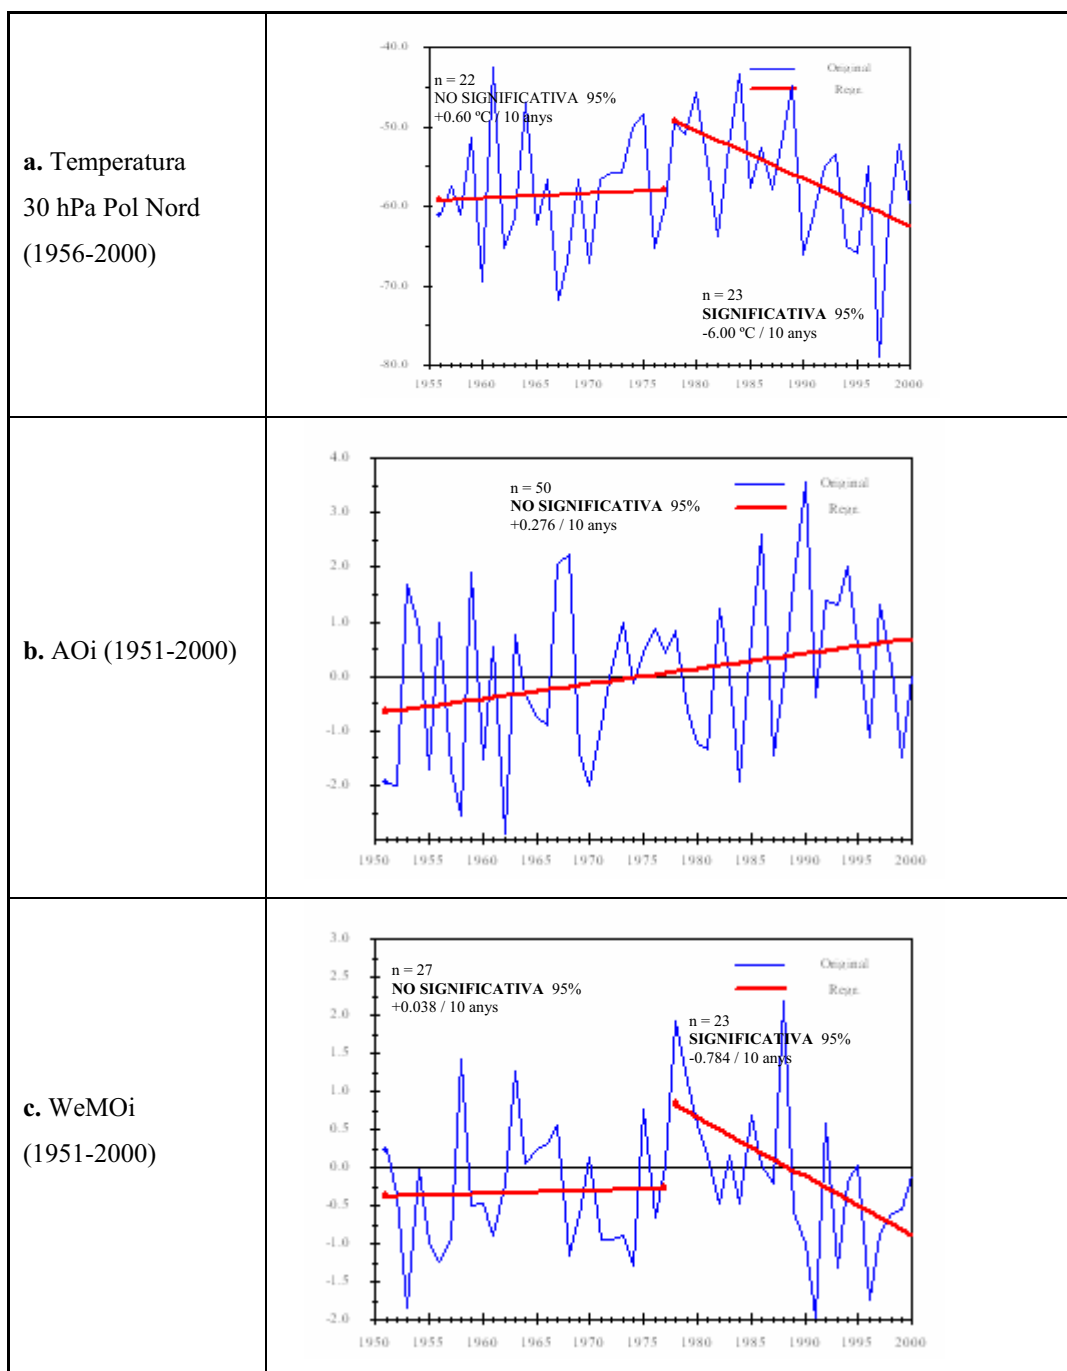 a. Temperatura
30 hPa Pol Nord
(1956-2000)
-40.0
-50.0
-60.0
-70.0
-80.0
n = 22
NO SIGNIFICATIVA 95%
+0.60 ºC / 10 anys
Original
Regr.
n = 23
SIGNIFICATIVA 95%
-6.00 ºC / 10 anys
1955 1960 1965 1970 1975 1980 1985 1990 1995 2000
b. AOi (1951-2000)
4.0
3.0
2.0
1.0
0.0
-1.0
-2.0
n = 50
NO SIGNIFICATIVA 95%
+0.276 / 10 anys
Original
Regr.
1950 1955 1960 1965 1970 1975 1980 1985 1990 1995 2000
c. WeMOi
(1951-2000)
3.0
2.5
2.0
1.5
1.0
0.5
0.0
-0.5
-1.0
-1.5
-2.0
n = 27
NO SIGNIFICATIVA 95%
+0.038 / 10 anys
Original
Regr.
n = 23
SIGNIFICATIVA 95%
-0.784 / 10 anys
1950 1955 1960 1965 1970 1975 1980 1985 1990 1995 2000